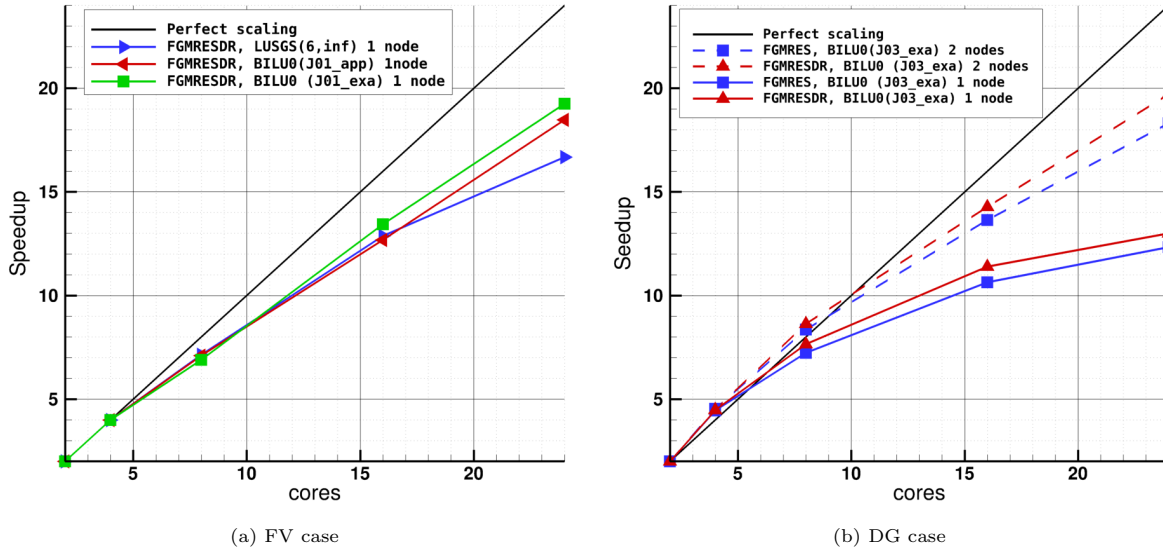 Perfect scaling
FGMRESDR, LUSGS(6,inf) 1 node
FGMRESDR, BILU0(J01_app) 1node
FGMRESDR, BILU0 (J01_exa) 1 node
20
15
10
5
Speedup
5
10
15
20
cores
(a) FV case
Perfect scaling
FGMRES, BILU0(J03_exa) 2 nodes
FGMRESDR, BILU0(J03_exa) 2 nodes
FGMRES, BILU0 (J03_exa) 1 node
FGMRESDR, BILU0(J03_exa) 1 node
20
15
10
5
Seedup
5
10
15
20
cores
(b) DG case